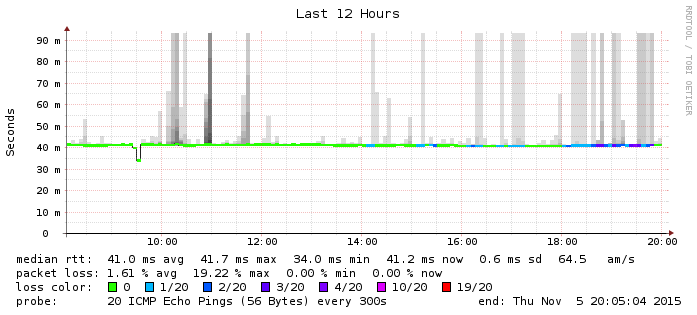 Last 12 Hours
RRDTOOL / TOBI OETIKER
Seconds
90 m
80 m
70 m
60 m
50 m
40 m
30 m
20 m
10 m
0
10:00 12:00 14:00 16:00 18:00 20:00
median rtt: 41.0 ms avg 41.7 ms max 34.0 ms min 41.2 ms now 0.6 ms sd 64.5 am/s
packet loss: 1.61 % avg 19.22 % max 0.00 % min 0.00 % now
loss color: 0 1/20 2/20 3/20 4/20 10/20 19/20
probe: 20 ICMP Echo Pings (56 Bytes) every 300s end: Thu Nov 5 20:05:04 2015